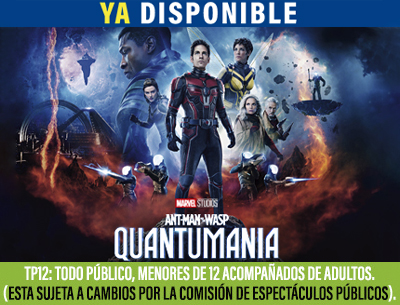 YA DISPONIBLE
MARVEL STUDIOS
ANT-MAN AND THE WASP
QUANTUMANIA
TP12: TODO PÚBLICO, MENORES DE 12 ACOMPAÑADOS DE ADULTOS.
(ESTA SUJETA A CAMBIOS POR LA COMISIÓN DE ESPECTÁCULOS PÚBLICOS).